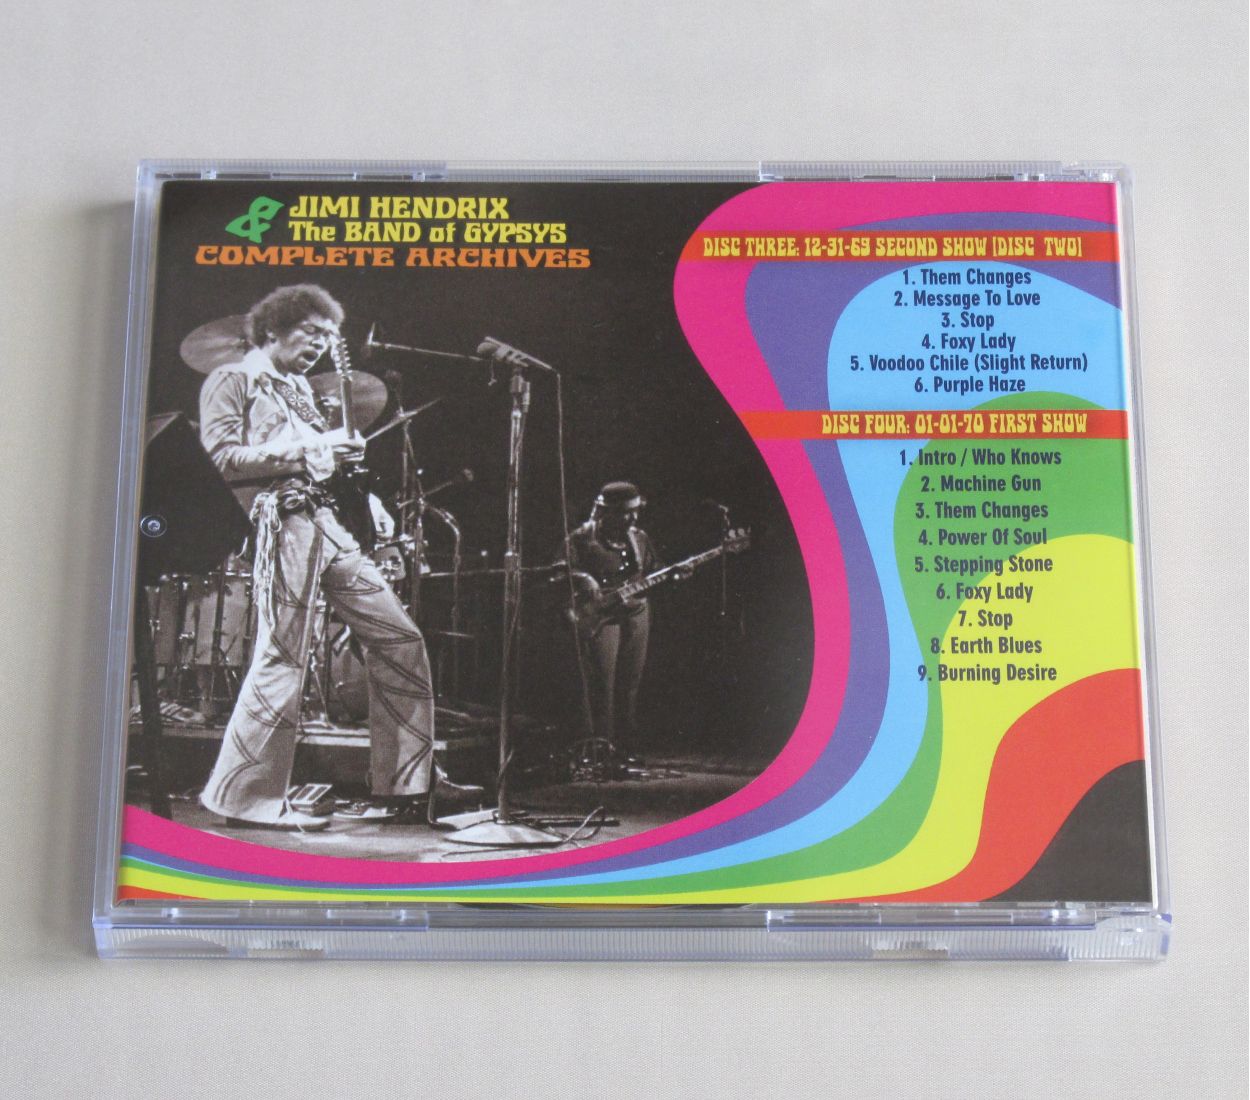 & JIMI HENDRIX
The BAND of GYPSYS
COMPLETE ARCHIVES
DISC THREE: 12-31-69 SECOND SHOW [DISC TWO]
1. Them Changes
2. Message To Love
3. Stop
4. Foxy Lady
5. Voodoo Chile (Slight Return)
6. Purple Haze
DISC FOUR: 01-01-70 FIRST SHOW
1. Intro / Who Knows
2. Machine Gun
3. Them Changes
4. Power Of Soul
5. Stepping Stone
6. Foxy Lady
7. Stop
8. Earth Blues
9. Burning Desire